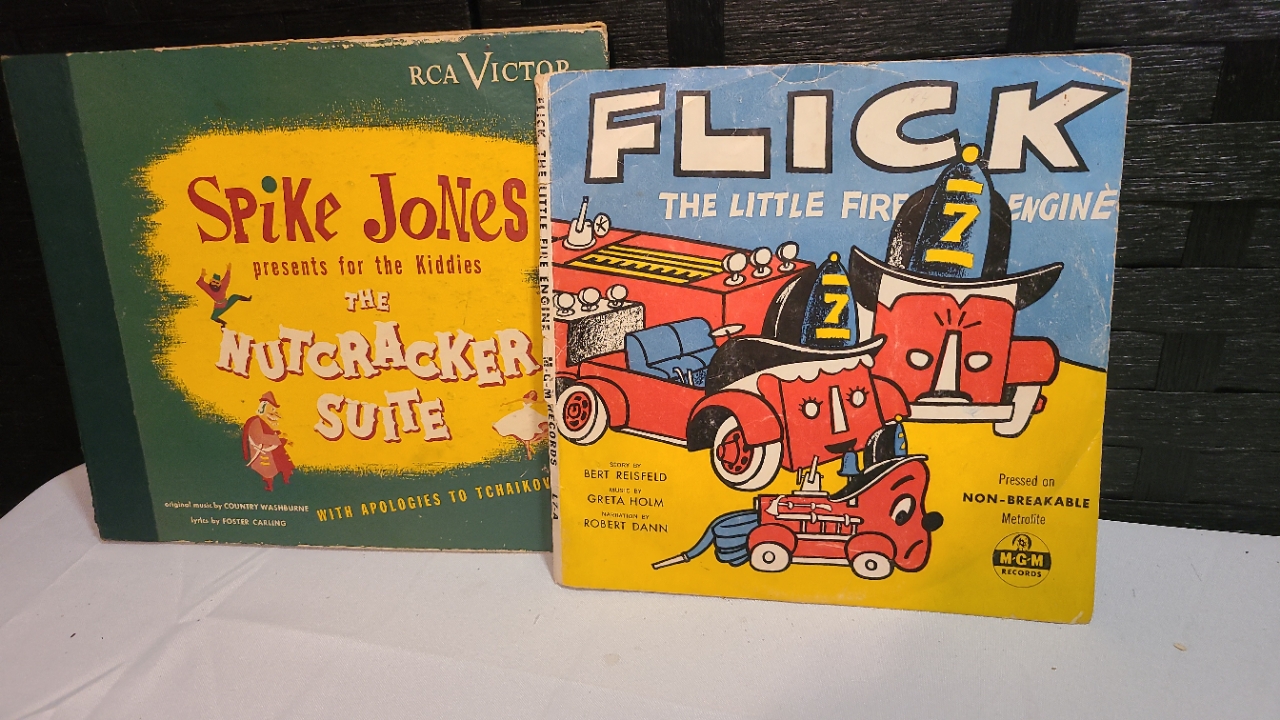 RCA VICTOR
SPIKE JONES
presents for the Kiddies
THE
NUTCRACKER
SUITE
original music by COUNTRY WASHBURNE
lyrics by FOSTER CARLING
WITH APOLOGIES TO TCHAIKOV
FLICK THE LITTLE FIRE ENGINE M-G-M RECORDS
FLICK
THE LITTLE FIRE ENGINE
7
7
7
STORY BY
BERT REISFELD
MUSIC BY
GRETA HOLM
NARRATION BY
ROBERT DANN
Pressed on
NON-BREAKABLE
Metrolite
M-G-M
RECORDS